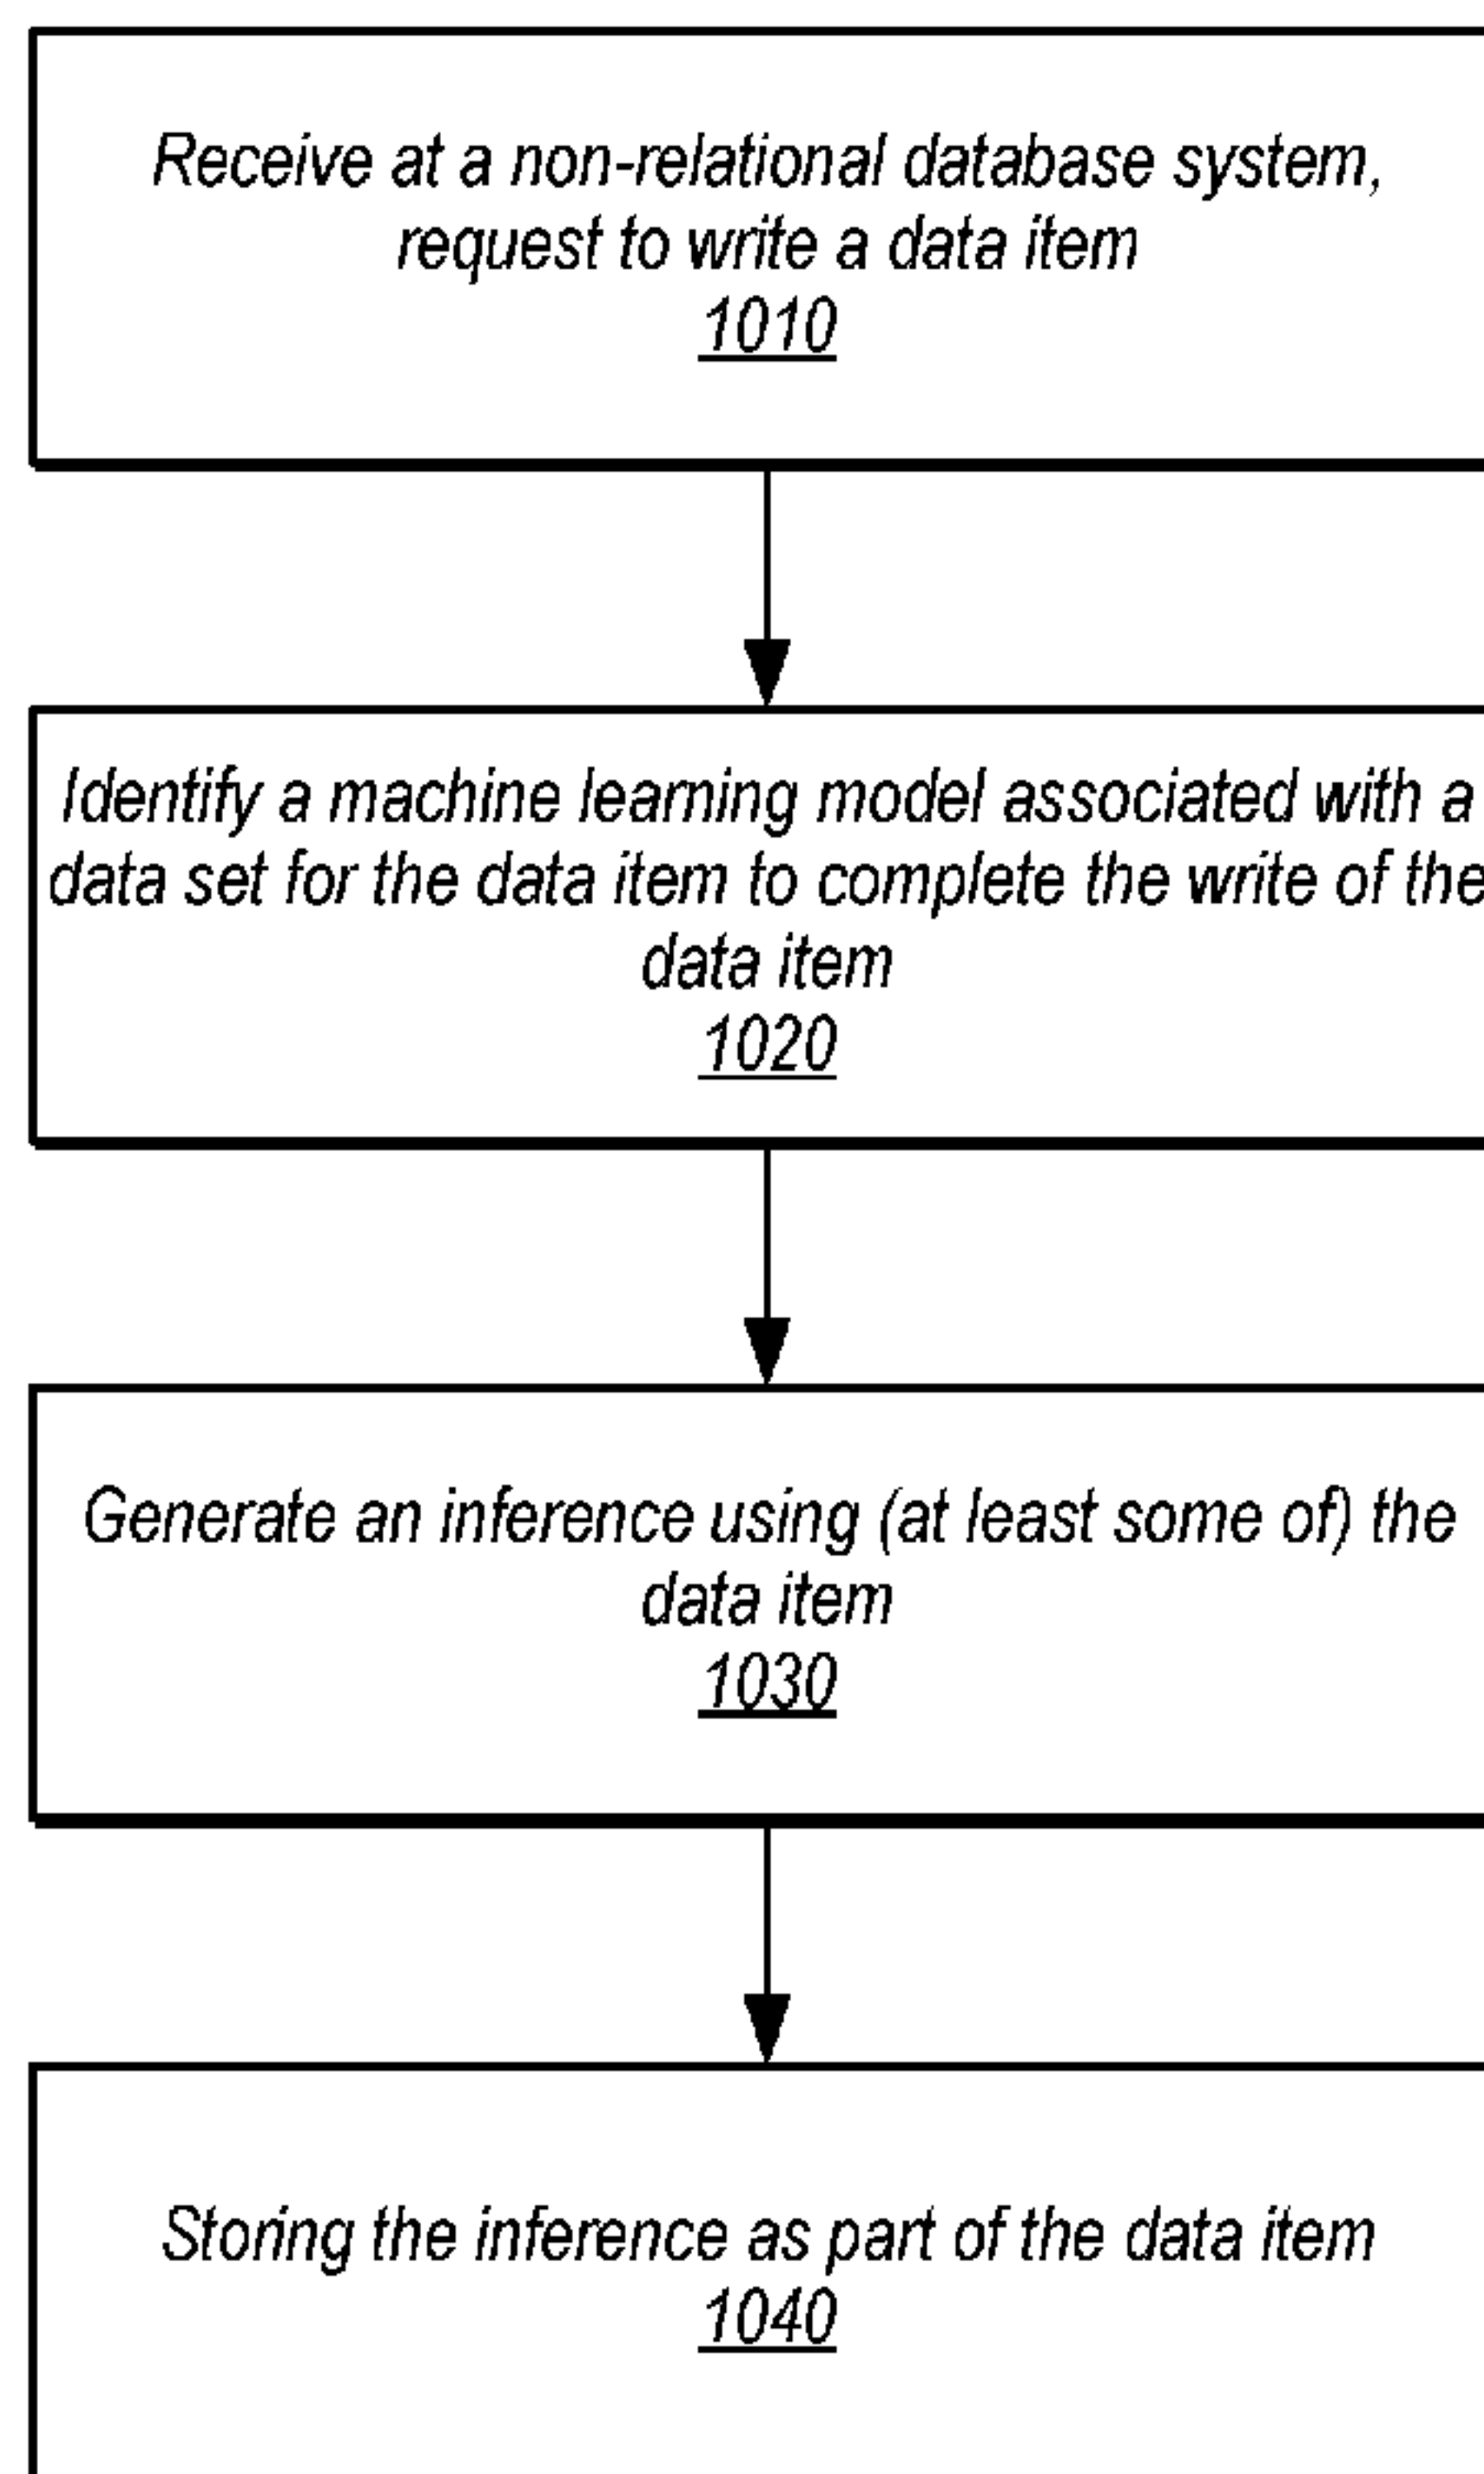 Receive at a non-relational database system,
request to write a data item
1010
Identify a machine learning model associated with a
data set for the data item to complete the write of the
data item
1020
Generate an inference using (at least some of) the
data item
1030
Storing the inference as part of the data item
1040